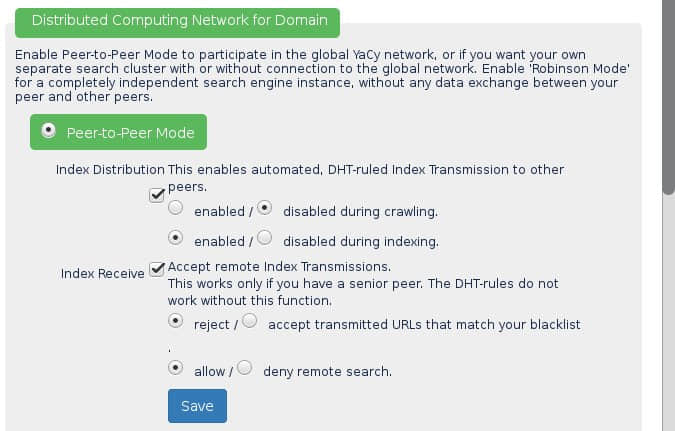 Distributed Computing Network for Domain
Enable Peer-to-Peer Mode to participate in the global YaCy network, or if you want your own
separate search cluster with or without connection to the global network. Enable 'Robinson Mode'
for a completely independent search engine instance, without any data exchange between your
peer and other peers.
Peer-to-Peer Mode
Index Distribution This enables automated, DHT-ruled Index Transmission to other
peers.
enabled / disabled during crawling.
enabled / disabled during indexing.
Index Receive Accept remote Index Transmissions.
This works only if you have a senior peer. The DHT-rules do not
work without this function.
reject / accept transmitted URLs that match your blacklist
.
allow / deny remote search.
Save